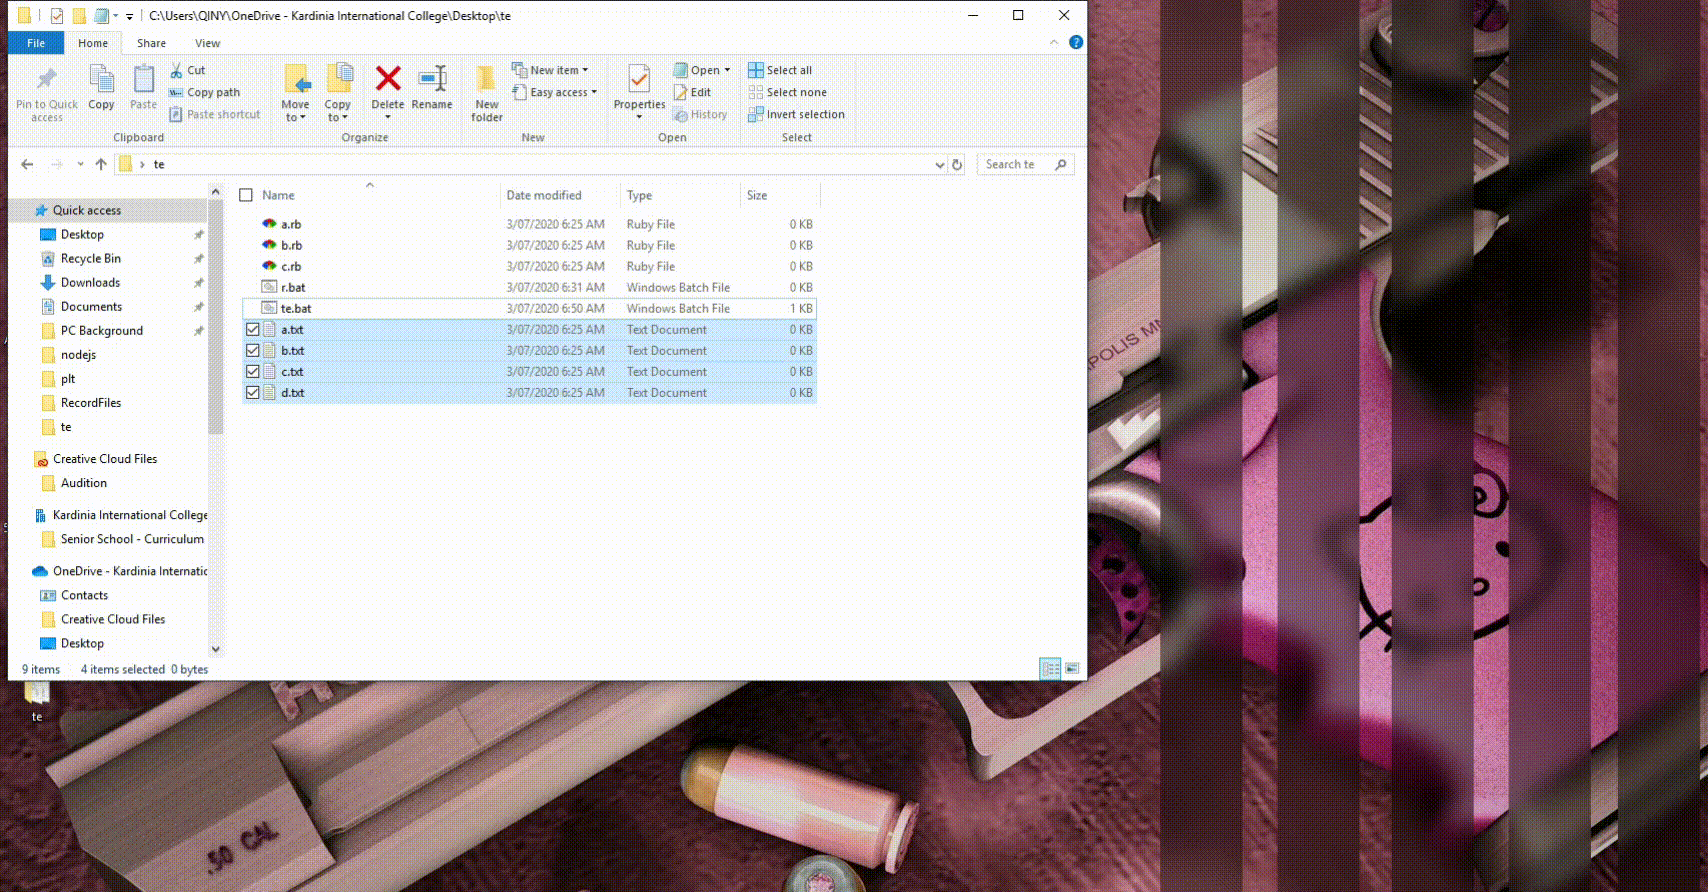 C:\Users\QINY\OneDrive - Kardinia International College\Desktop\te
File Home Share View
Pin to Quick access
Copy
Paste
Cut
Copy path
Paste shortcut
Clipboard
Move to
Copy to
Delete
Rename
Organize
New folder
New item
Easy access
New
Properties
Open
Edit
History
Open
Select all
Select none
Invert selection
Select
te
Search te
Name Date modified Type Size
a.rb 3/07/2020 6:25 AM Ruby File 0 KB
b.rb 3/07/2020 6:25 AM Ruby File 0 KB
c.rb 3/07/2020 6:25 AM Ruby File 0 KB
r.bat 3/07/2020 6:31 AM Windows Batch File 0 KB
te.bat 3/07/2020 6:50 AM Windows Batch File 1 KB
a.txt 3/07/2020 6:25 AM Text Document 0 KB
b.txt 3/07/2020 6:25 AM Text Document 0 KB
c.txt 3/07/2020 6:25 AM Text Document 0 KB
d.txt 3/07/2020 6:25 AM Text Document 0 KB
Quick access
Desktop
Recycle Bin
Downloads
Documents
PC Background
nodejs
plt
RecordFiles
te
Creative Cloud Files
Audition
Kardinia International College
Senior School - Curriculum
OneDrive - Kardinia Internatic
Contacts
Creative Cloud Files
Desktop
9 items 4 items selected 0 bytes
te
.50 CAL